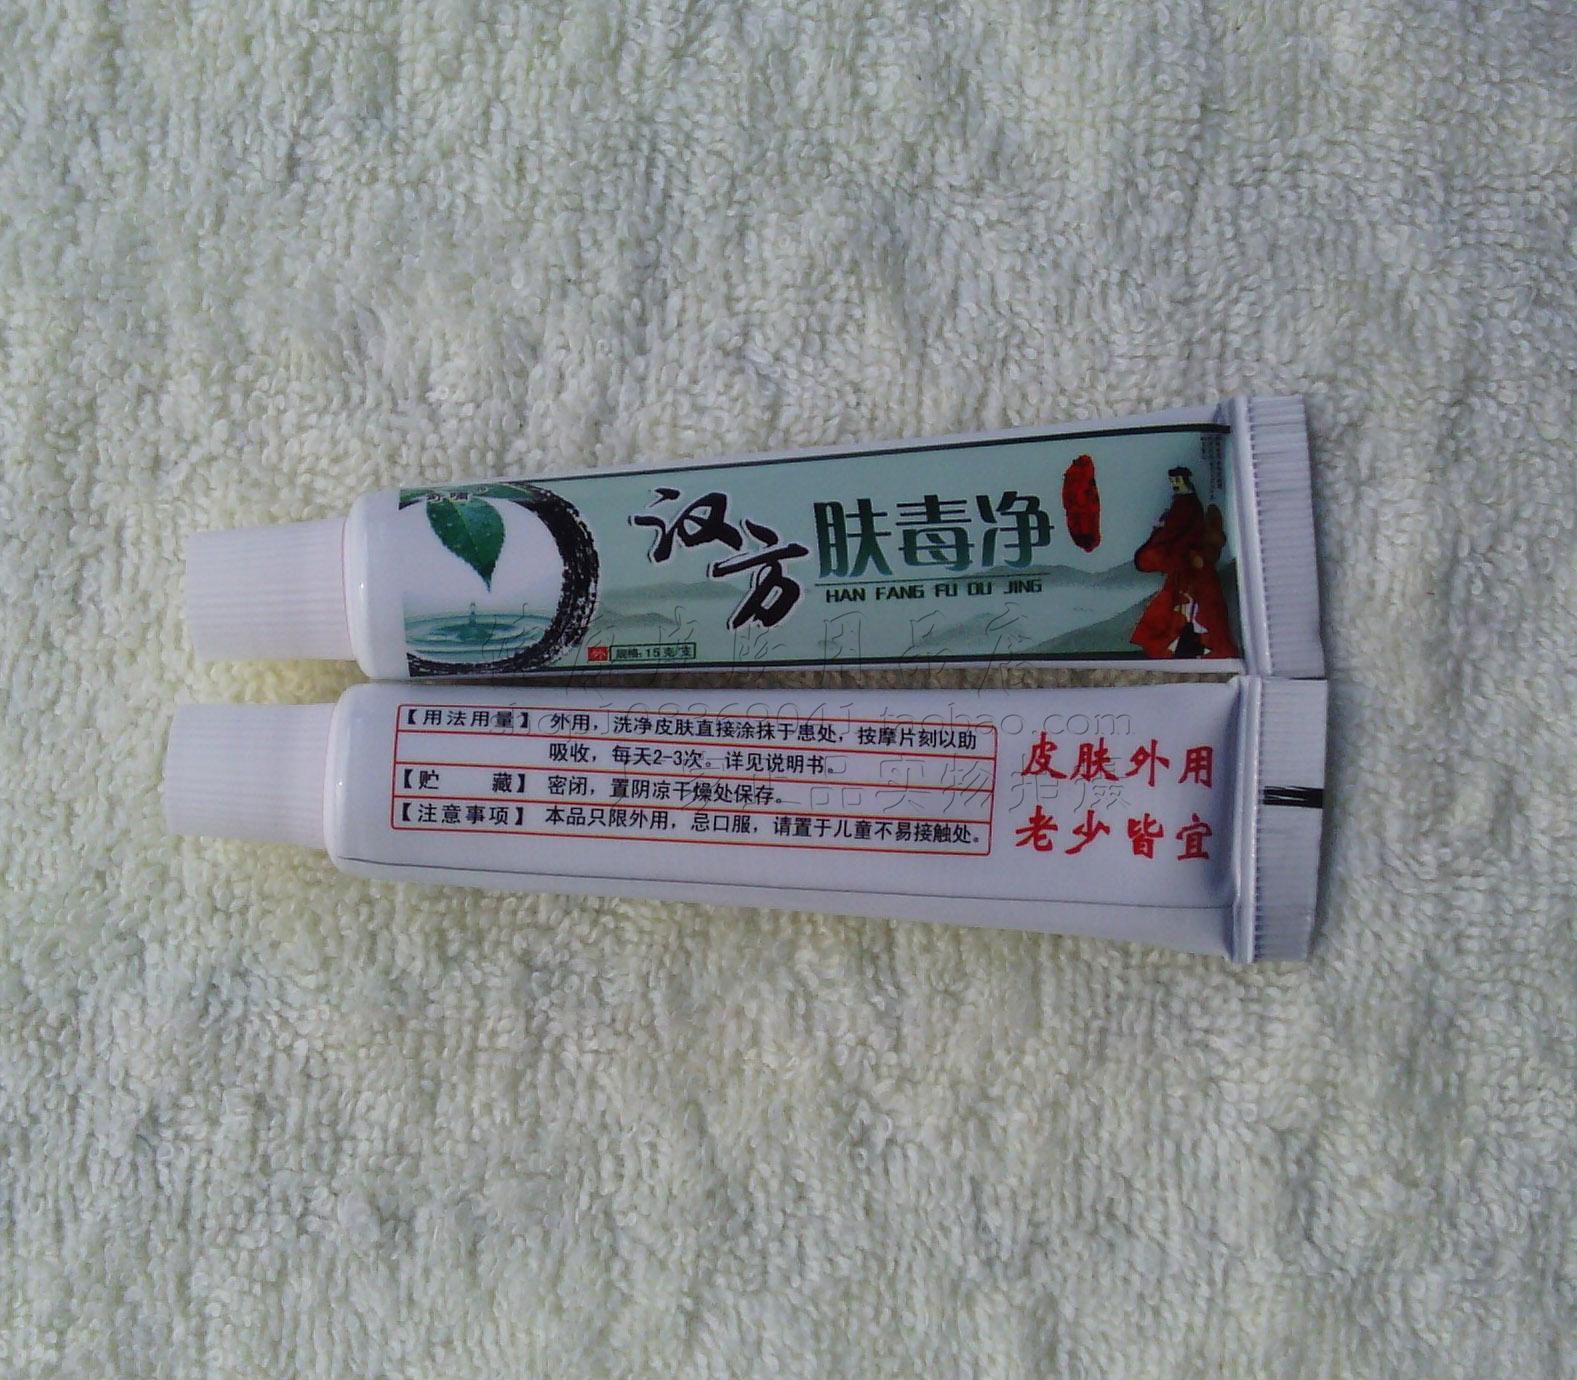 汉方
肤毒净
HAN FANG FU DU JING
外 规格:15克/支
【用法用量】 外用，洗净皮肤直接涂抹于患处，按摩片刻以助
吸收，每天2-3次。详见说明书。
【贮 藏】 密闭，置阴凉干燥处保存。
【注意事项】 本品只限外用，忌口服，请置于儿童不易接触处。
皮肤外用
老少皆宜